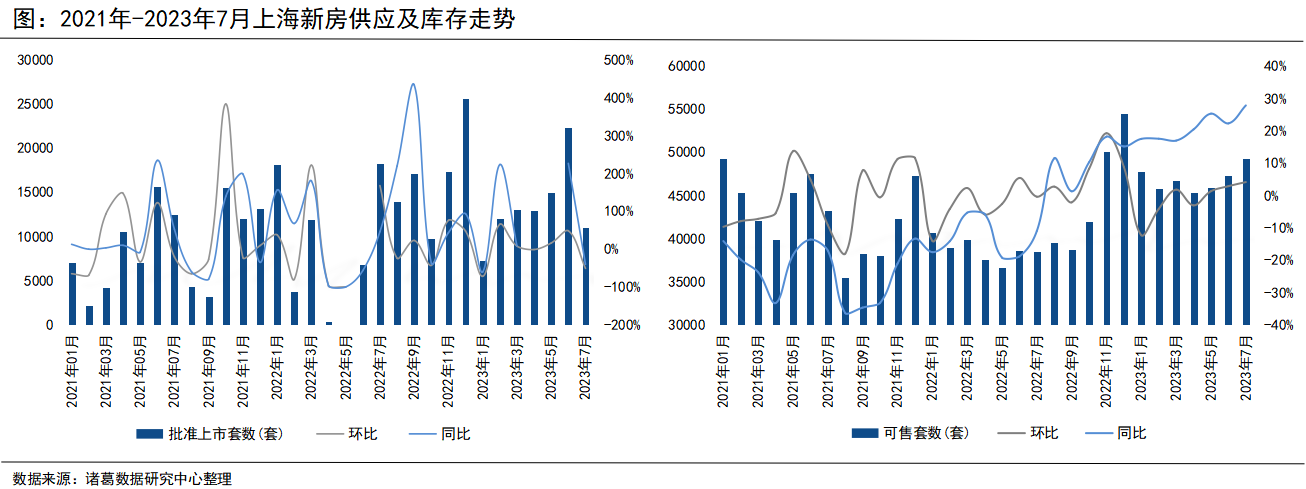 图：2021年-2023年7月上海新房供应及库存走势
30000
25000
20000
15000
10000
5000
0
500%
400%
300%
200%
100%
0%
-100%
-200%
2021年01月
2021年03月
2021年05月
2021年07月
2021年09月
2021年11月
2022年1月
2022年3月
2022年5月
2022年7月
2022年9月
2022年11月
2023年1月
2023年3月
2023年5月
2023年7月
批准上市套数(套) 环比 同比
60000
55000
50000
45000
40000
35000
30000
40%
30%
20%
10%
0%
-10%
-20%
-30%
-40%
2021年01月
2021年03月
2021年05月
2021年07月
2021年09月
2021年11月
2022年1月
2022年3月
2022年5月
2022年7月
2022年9月
2022年11月
2023年1月
2023年3月
2023年5月
2023年7月
可售套数(套) 环比 同比
数据来源：诸葛数据研究中心整理